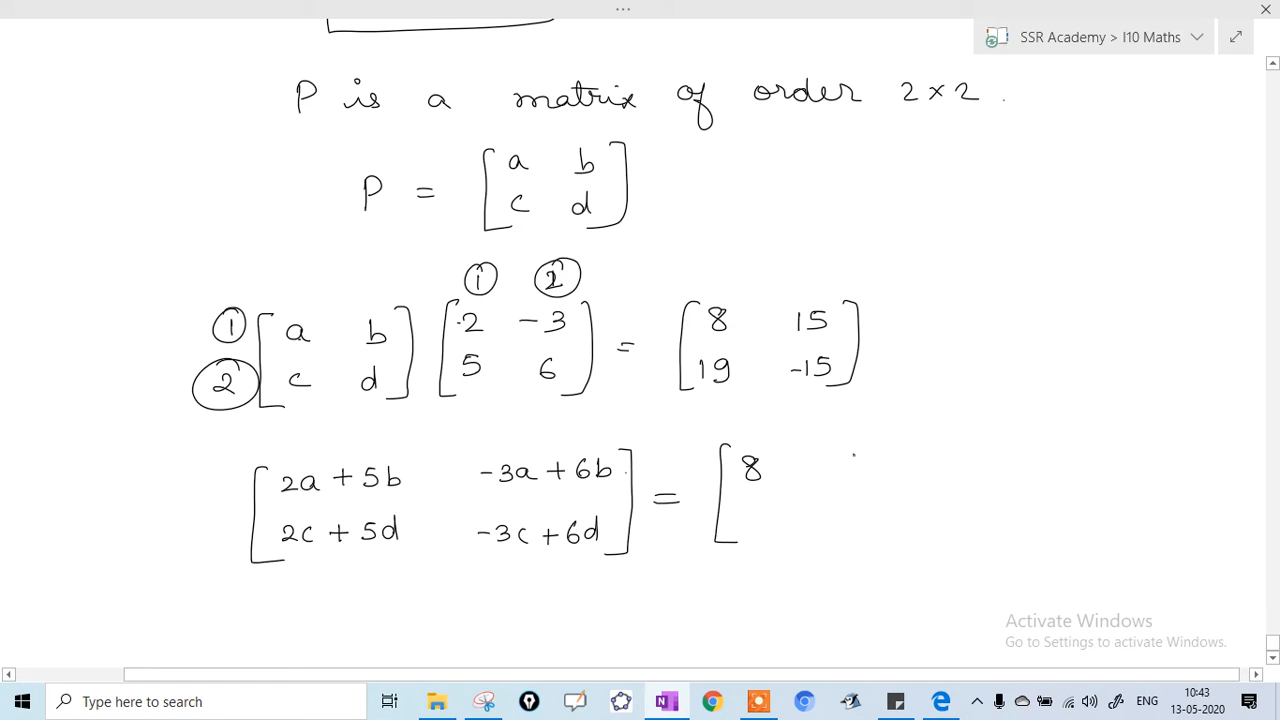 SSR Academy > I10 Maths
P is a matrix of order 2 × 2 .
P = [ a b
c d ]
① ②
① [ a b ] [ 2 -3 ] = [ 8 15 ]
② [ c d ] [ 5 6 ] [ 19 -15 ]
[ 2a + 5b -3a + 6b ] = [ 8
2c + 5d -3c + 6d ]
Activate Windows
Go to Settings to activate Windows.
Type here to search
10:43
13-05-2020